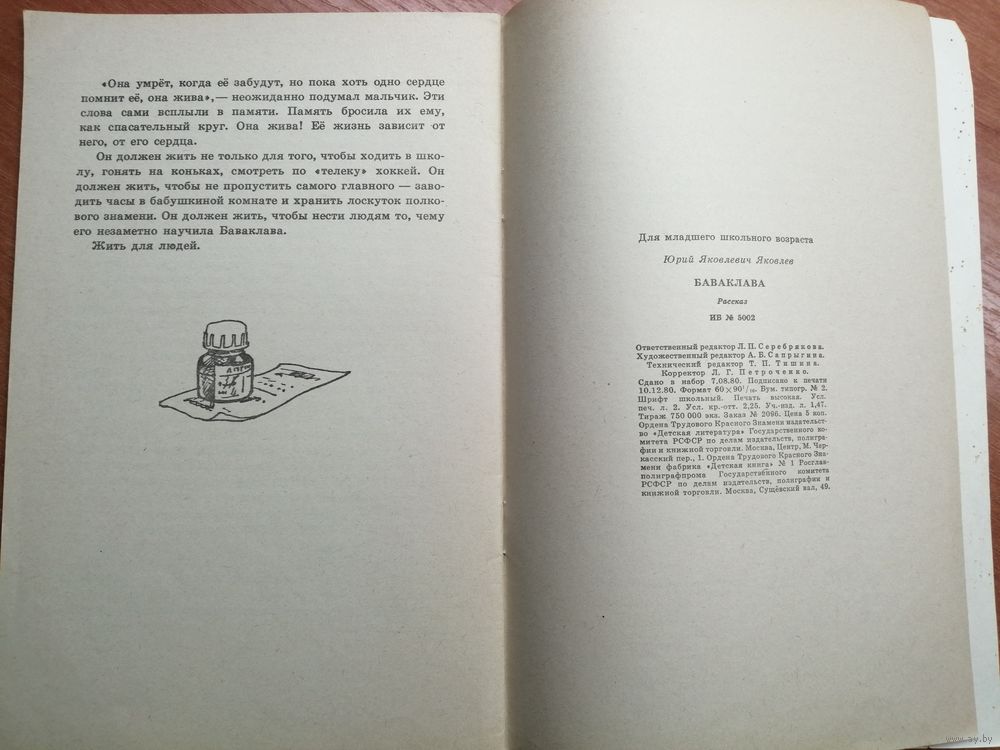 «Она умрёт, когда её забудут, но пока хоть одно сердце
помнит её, она жива»,— неожиданно подумал мальчик. Эти
слова сами всплыли в памяти. Память бросила их ему,
как спасательный круг. Она жива! Её жизнь зависит от
него, от его сердца.
Он должен жить не только для того, чтобы ходить в шко-
лу, гонять на коньках, смотреть по «телеку» хоккей. Он
должен жить, чтобы не пропустить самого главного — заво-
дить часы в бабушкиной комнате и хранить лоскуток полко-
вого знамени. Он должен жить, чтобы нести людям то, чему
его незаметно научила Баваклава.
Жить для людей.
Для младшего школьного возраста
Юрий Яковлевич Яковлев
БАВАКЛАВА
Рассказ
ИБ № 5002
Ответственный редактор Л. П. Серебрякова.
Художественный редактор А. Б. Сапрыгина.
Технический редактор Т. П. Тишина.
Корректор Л. Г. Петроченко.
Сдано в набор 7.08.80. Подписано к печати
10.12.80. Формат 60×90¹/₁₆. Бум. типогр. № 2.
Шрифт школьный. Печать высокая. Усл.
печ. л. 2. Усл. кр.-отт. 2,25. Уч.-изд. л. 1,47.
Тираж 750 000 экз. Заказ № 2096. Цена 5 коп.
Ордена Трудового Красного Знамени издательст-
во «Детская литература» Государственного ко-
митета РСФСР по делам издательств, полигра-
фии и книжной торговли. Москва, Центр, М. Чер-
касский пер., 1. Ордена Трудового Красного Зна-
мени фабрика «Детская книга» № 1 Росглав-
полиграфпрома Государственного комитета
РСФСР по делам издательств, полиграфии и
книжной торговли. Москва, Сущёвский вал, 49.
www.ay.by